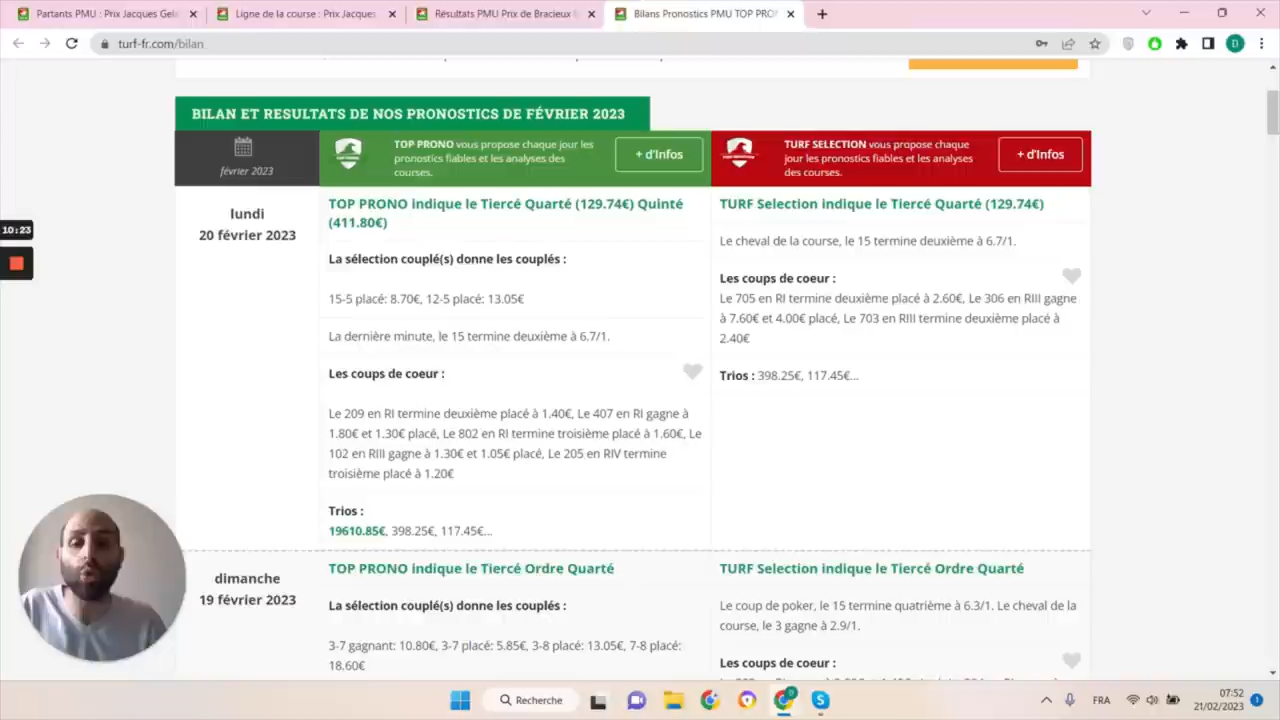 Partants PMU : Prix Jacques Gela
Ligne de la course : Prix Jacques
Résultats PMU Prix de Bracieux
Bilans Pronostics PMU TOP PRO
turf-fr.com/bilan
D
BILAN ET RESULTATS DE NOS PRONOSTICS DE FÉVRIER 2023
février 2023
TOP PRONO vous propose chaque jour les
pronostics fiables et les analyses des
courses.
+ d'Infos
TURF SELECTION vous propose chaque
jour les pronostics fiables et les analyses
des courses.
+ d'Infos
lundi
20 février 2023
TOP PRONO indique le Tiercé Quarté (129.74€) Quinté
(411.80€)
La sélection couplé(s) donne les couplés :
15-5 placé: 8.70€, 12-5 placé: 13.05€
La dernière minute, le 15 termine deuxième à 6.7/1.
Les coups de coeur :
Le 209 en RI termine deuxième placé à 1.40€, Le 407 en RI gagne à
1.80€ et 1.30€ placé, Le 802 en RI termine troisième placé à 1.60€, Le
102 en RIII gagne à 1.30€ et 1.05€ placé, Le 205 en RIV termine
troisième placé à 1.20€
Trios :
19610.85€, 398.25€, 117.45€...
TURF Selection indique le Tiercé Quarté (129.74€)
Le cheval de la course, le 15 termine deuxième à 6.7/1.
Les coups de coeur :
Le 705 en RI termine deuxième placé à 2.60€, Le 306 en RIII gagne
à 7.60€ et 4.00€ placé, Le 703 en RIII termine deuxième placé à
2.40€
Trios : 398.25€, 117.45€...
10:23
dimanche
19 février 2023
TOP PRONO indique le Tiercé Ordre Quarté
La sélection couplé(s) donne les couplés :
3-7 gagnant: 10.80€, 3-7 placé: 5.85€, 3-8 placé: 13.05€, 7-8 placé:
18.60€
TURF Selection indique le Tiercé Ordre Quarté
Le coup de poker, le 15 termine quatrième à 6.3/1. Le cheval de la
course, le 3 gagne à 2.9/1.
Les coups de coeur :
Recherche
FRA
07:52
21/02/2023